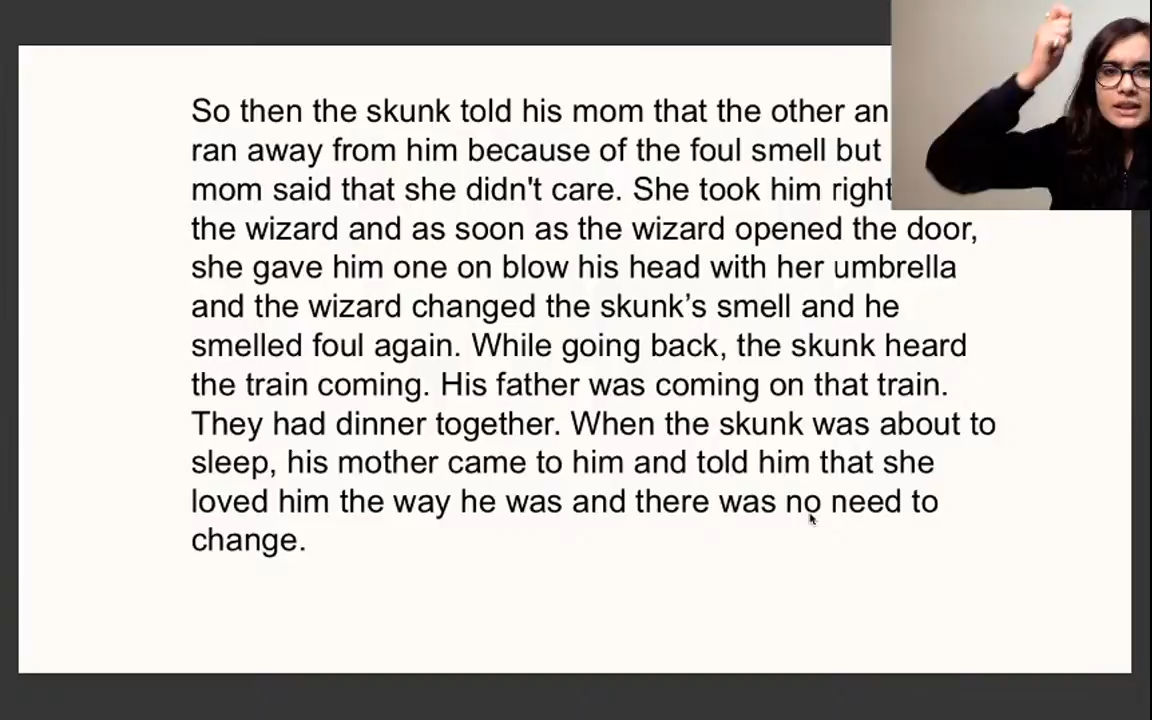 So then the skunk told his mom that the other an
ran away from him because of the foul smell but
mom said that she didn't care. She took him right
the wizard and as soon as the wizard opened the door,
she gave him one on blow his head with her umbrella
and the wizard changed the skunk’s smell and he
smelled foul again. While going back, the skunk heard
the train coming. His father was coming on that train.
They had dinner together. When the skunk was about to
sleep, his mother came to him and told him that she
loved him the way he was and there was no need to
change.